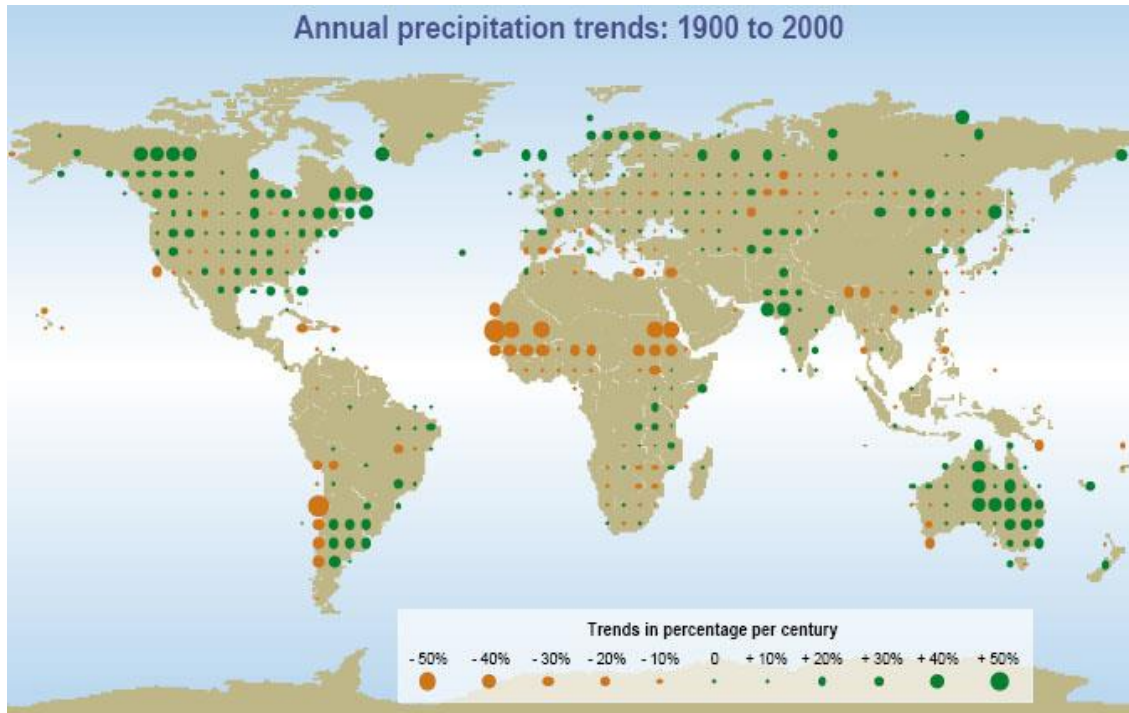 Annual precipitation trends: 1900 to 2000
Trends in percentage per century
- 50% - 40% - 30% - 20% - 10% 0 + 10% + 20% + 30% + 40% + 50%